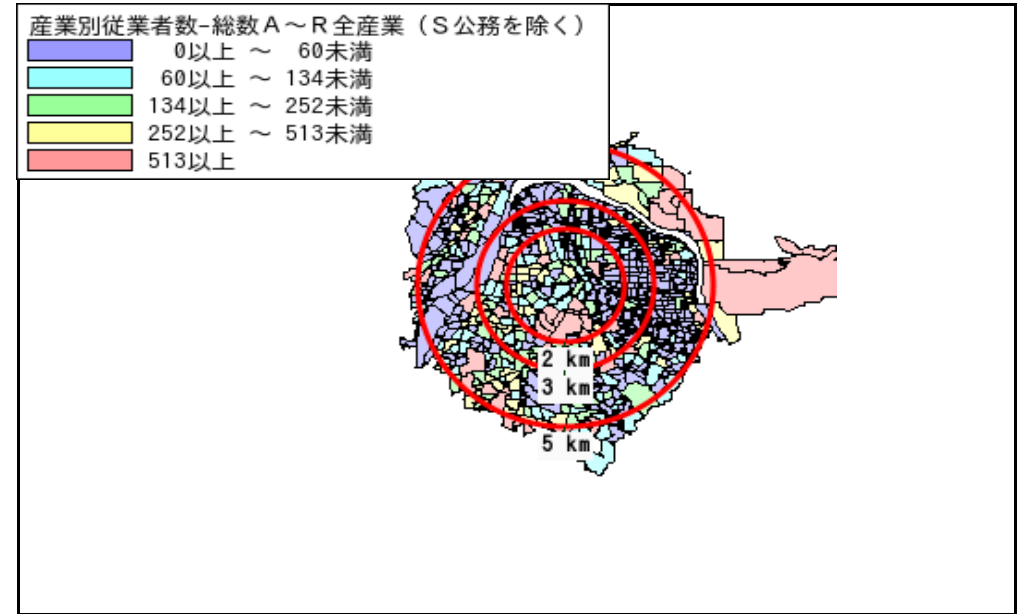 産業別従業者数-総数A～R全産業（S公務を除く）
0以上 ～ 60未満
60以上 ～ 134未満
134以上 ～ 252未満
252以上 ～ 513未満
513以上
2 km
3 km
5 km